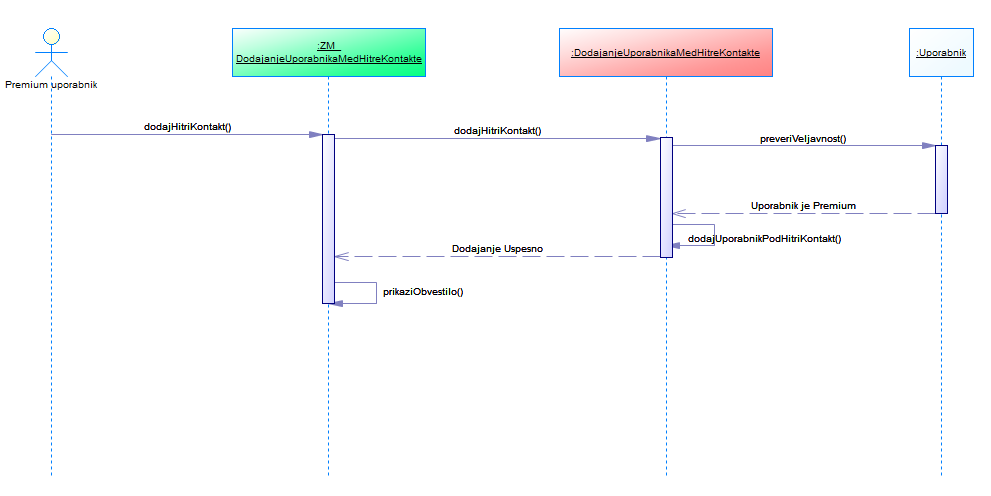 :ZM_
DodajanjeUporabnikaMedHitreKontakte
:DodajanjeUporabnikaMedHitreKontakte
:Uporabnik
Premium uporabnik
dodajHitriKontakt()
dodajHitriKontakt()
preveriVeljavnost()
Uporabnik je Premium
dodajUporabnikPodHitriKontakt()
Dodajanje Uspesno
prikaziObvestilo()